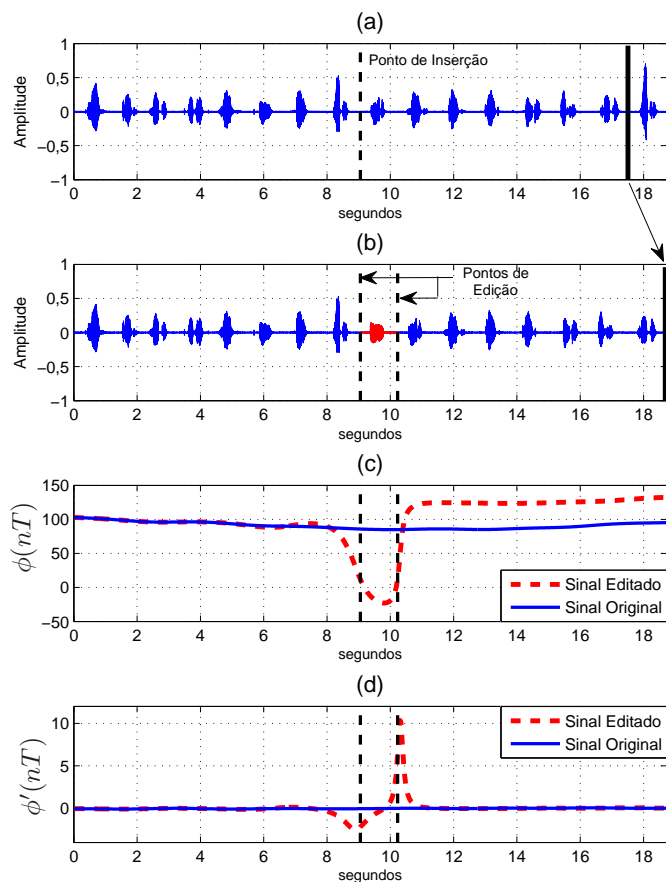 (a)
1
0,5
0
−0,5
−1
Amplitude
Ponto de Inserção
0 2 4 6 8 10 12 14 16 18
segundos
(b)
1
0,5
0
−0,5
−1
Amplitude
Pontos de
Edição
0 2 4 6 8 10 12 14 16 18
segundos
(c)
150
100
50
0
−50
ϕ(nT)
Sinal Editado
Sinal Original
0 2 4 6 8 10 12 14 16 18
segundos
(d)
10
5
0
ϕ′(nT)
Sinal Editado
Sinal Original
0 2 4 6 8 10 12 14 16 18
segundos